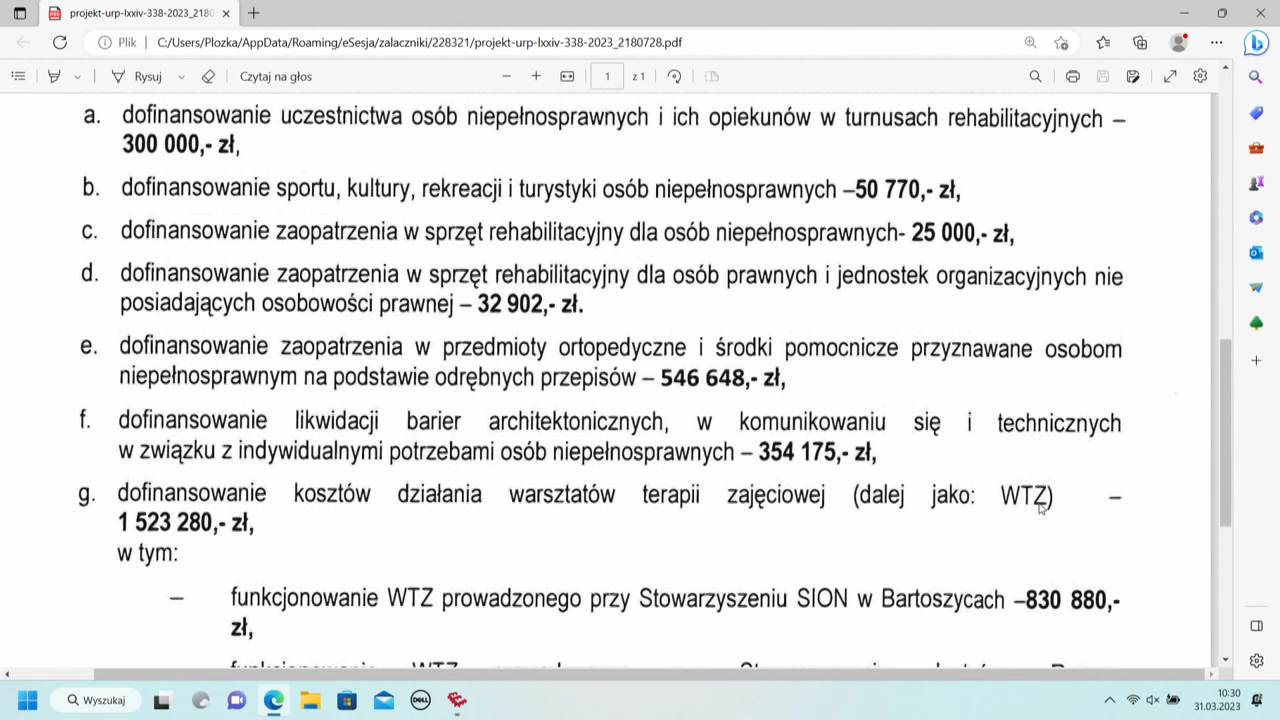 projekt-urp-lxxiv-338-2023_2180
Plik
C:/Users/Plozka/AppData/Roaming/eSesja/zalaczniki/228321/projekt-urp-lxxiv-338-2023_2180728.pdf
Rysuj
Czytaj na głos
1
z 1
a. dofinansowanie uczestnictwa osób niepełnosprawnych i ich opiekunów w turnusach rehabilitacyjnych –
300 000,- zł,
b. dofinansowanie sportu, kultury, rekreacji i turystyki osób niepełnosprawnych –50 770,- zł,
c. dofinansowanie zaopatrzenia w sprzęt rehabilitacyjny dla osób niepełnosprawnych- 25 000,- zł,
d. dofinansowanie zaopatrzenia w sprzęt rehabilitacyjny dla osób prawnych i jednostek organizacyjnych nie
posiadających osobowości prawnej – 32 902,- zł.
e. dofinansowanie zaopatrzenia w przedmioty ortopedyczne i środki pomocnicze przyznawane osobom
niepełnosprawnym na podstawie odrębnych przepisów – 546 648,- zł,
f. dofinansowanie likwidacji barier architektonicznych, w komunikowaniu się i technicznych
w związku z indywidualnymi potrzebami osób niepełnosprawnych – 354 175,- zł,
g. dofinansowanie kosztów działania warsztatów terapii zajęciowej (dalej jako: WTZ) –
1 523 280,- zł,
w tym:
– funkcjonowanie WTZ prowadzonego przy Stowarzyszeniu SION w Bartoszycach –830 880,-
zł,
funkcjonowanie WTZ
Wyszukaj
DELL
10:30
31.03.2023